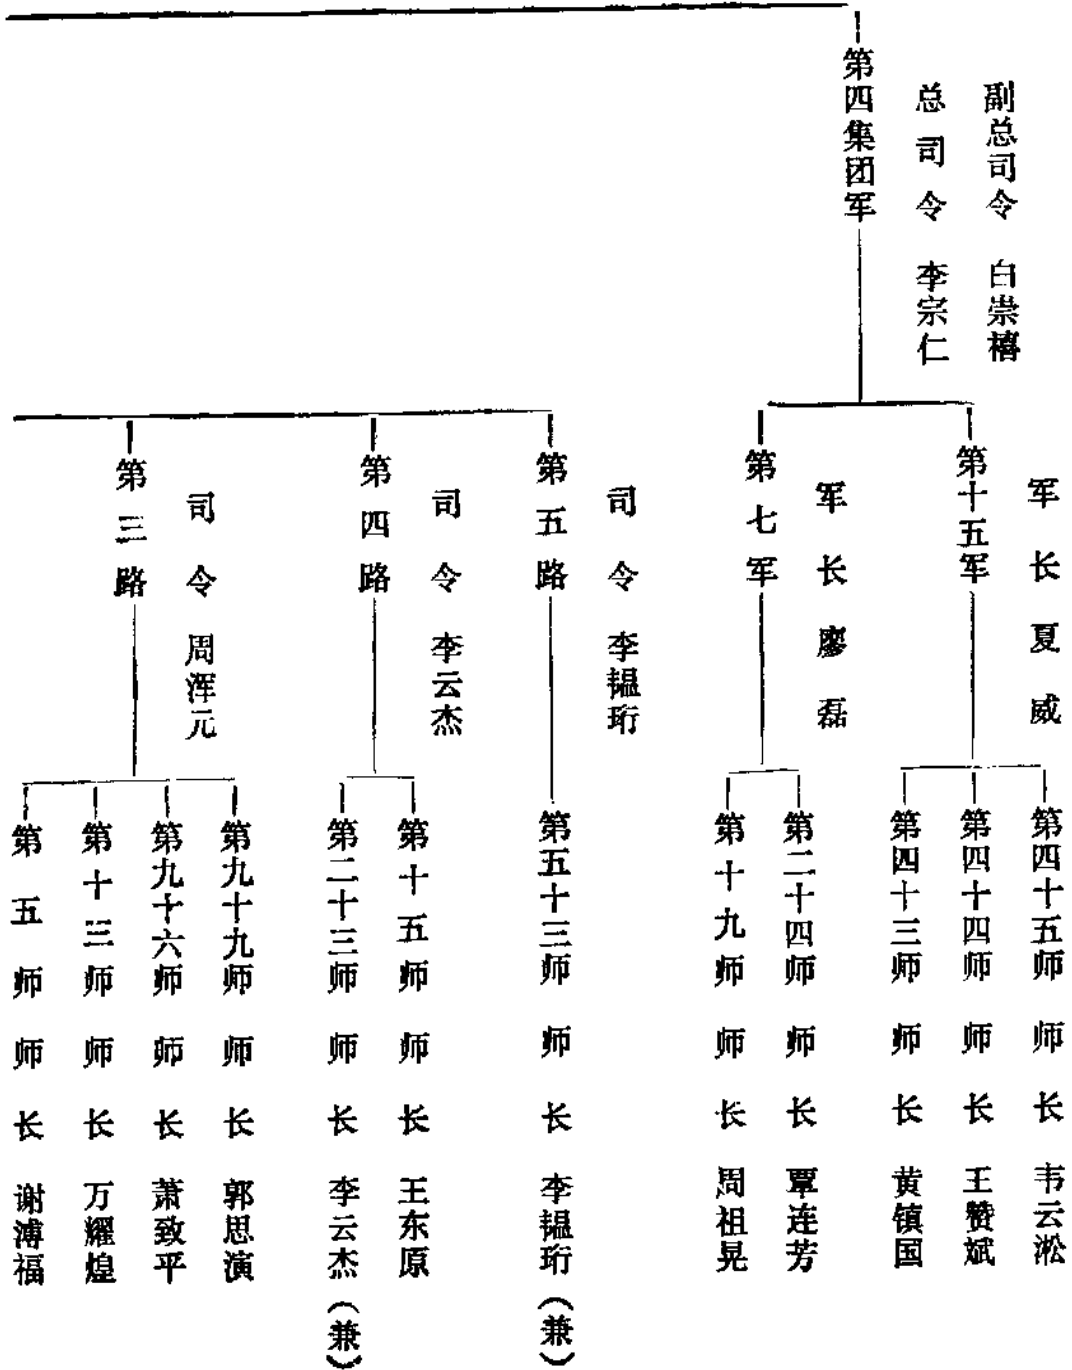 副总司令 白崇禧
总司令 李宗仁
第四集团军
军长夏威
第十五军
军长廖磊
第七军
司令 李韫珩
第五路
司令 李云杰
第四路
司令 周浑元
第三路
第四十五师师长 韦云淞
第四十四师师长 王赞斌
第四十三师师长 黄镇国
第二十四师师长 覃连芳
第十九师师长 周祖晃
第五十三师师长 李韫珩(兼)
第十五师师长 王东原
第二十三师师长 李云杰(兼)
第九十九师师长 郭思演
第九十六师师长 萧致平
第十三师师长 万耀煌
第五师师长 谢溥福